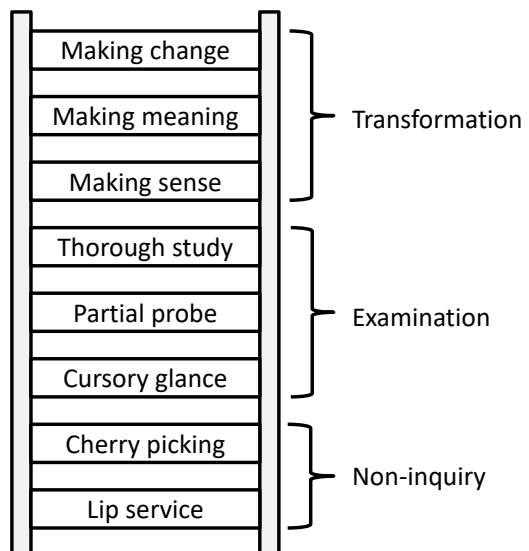 Making change
Making meaning
Transformation
Making sense
Thorough study
Partial probe
Examination
Cursory glance
Cherry picking
Non-inquiry
Lip service